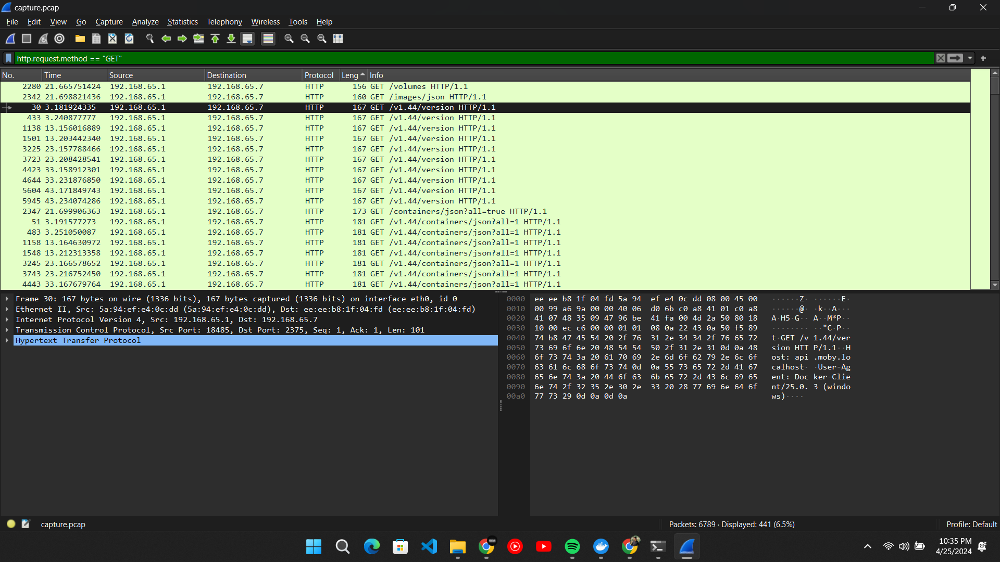 capture.pcap
File Edit View Go Capture Analyze Statistics Telephony Wireless Tools Help
http.request.method == "GET"
No. Time Source Destination Protocol Leng Info
2280 21.665751424 192.168.65.1 192.168.65.7 HTTP 156 GET /volumes HTTP/1.1
2342 21.698821436 192.168.65.1 192.168.65.7 HTTP 160 GET /images/json HTTP/1.1
30 3.181924335 192.168.65.1 192.168.65.7 HTTP 167 GET /v1.44/version HTTP/1.1
433 3.240877777 192.168.65.1 192.168.65.7 HTTP 167 GET /v1.44/version HTTP/1.1
1138 13.156016889 192.168.65.1 192.168.65.7 HTTP 167 GET /v1.44/version HTTP/1.1
1501 13.203442340 192.168.65.1 192.168.65.7 HTTP 167 GET /v1.44/version HTTP/1.1
3225 23.157788466 192.168.65.1 192.168.65.7 HTTP 167 GET /v1.44/version HTTP/1.1
3723 23.208428541 192.168.65.1 192.168.65.7 HTTP 167 GET /v1.44/version HTTP/1.1
4423 33.158912301 192.168.65.1 192.168.65.7 HTTP 167 GET /v1.44/version HTTP/1.1
4644 33.231876850 192.168.65.1 192.168.65.7 HTTP 167 GET /v1.44/version HTTP/1.1
5604 43.171849743 192.168.65.1 192.168.65.7 HTTP 167 GET /v1.44/version HTTP/1.1
5945 43.234074286 192.168.65.1 192.168.65.7 HTTP 167 GET /v1.44/version HTTP/1.1
2347 21.699906363 192.168.65.1 192.168.65.7 HTTP 173 GET /containers/json?all=true HTTP/1.1
51 3.191577273 192.168.65.1 192.168.65.7 HTTP 181 GET /v1.44/containers/json?all=1 HTTP/1.1
483 3.251050087 192.168.65.1 192.168.65.7 HTTP 181 GET /v1.44/containers/json?all=1 HTTP/1.1
1158 13.164630972 192.168.65.1 192.168.65.7 HTTP 181 GET /v1.44/containers/json?all=1 HTTP/1.1
1548 13.212313358 192.168.65.1 192.168.65.7 HTTP 181 GET /v1.44/containers/json?all=1 HTTP/1.1
3245 23.166578652 192.168.65.1 192.168.65.7 HTTP 181 GET /v1.44/containers/json?all=1 HTTP/1.1
3743 23.216752450 192.168.65.1 192.168.65.7 HTTP 181 GET /v1.44/containers/json?all=1 HTTP/1.1
4443 33.167679764 192.168.65.1 192.168.65.7 HTTP 181 GET /v1.44/containers/json?all=1 HTTP/1.1
Frame 30: 167 bytes on wire (1336 bits), 167 bytes captured (1336 bits) on interface eth0, id 0
Ethernet II, Src: 5a:94:ef:e4:0c:dd (5a:94:ef:e4:0c:dd), Dst: ee:ee:b8:1f:04:fd (ee:ee:b8:1f:04:fd)
Internet Protocol Version 4, Src: 192.168.65.1, Dst: 192.168.65.7
Transmission Control Protocol, Src Port: 18485, Dst Port: 2375, Seq: 1, Ack: 1, Len: 101
Hypertext Transfer Protocol
0000 ee ee b8 1f 04 fd 5a 94 ef e4 0c dd 08 00 45 00 ······Z· ······E·
0010 00 99 a6 9a 00 00 40 06 d0 6b c0 a8 41 01 c0 a8 ······@· ·k··A···
0020 41 07 48 35 09 47 96 be 41 fa 00 4d 2a 50 80 18 A·H5·G·· A··M*P··
0030 10 00 ec c6 00 00 01 01 08 0a 22 43 0a 50 f5 89 ········ ··"C·P··
0040 74 b8 47 45 54 20 2f 76 31 2e 34 34 2f 76 65 72 t·GET /v 1.44/ver
0050 73 69 6f 6e 20 48 54 54 50 2f 31 2e 31 0d 0a 48 sion HTT P/1.1··H
0060 6f 73 74 3a 20 61 70 69 2e 6d 6f 62 79 2e 6c 6f ost: api .moby.lo
0070 63 61 6c 68 6f 73 74 0d 0a 55 73 65 72 2d 41 67 calhost· ·User-Ag
0080 65 6e 74 3a 20 44 6f 63 6b 65 72 2d 43 6c 69 65 ent: Doc ker-Clie
0090 6e 74 2f 32 35 2e 30 2e 33 20 28 77 69 6e 64 6f nt/25.0. 3 (windo
00a0 77 73 29 0d 0a 0d 0a ws)····
capture.pcap Packets: 6789 · Displayed: 441 (6.5%) Profile: Default
10:35 PM
4/25/2024